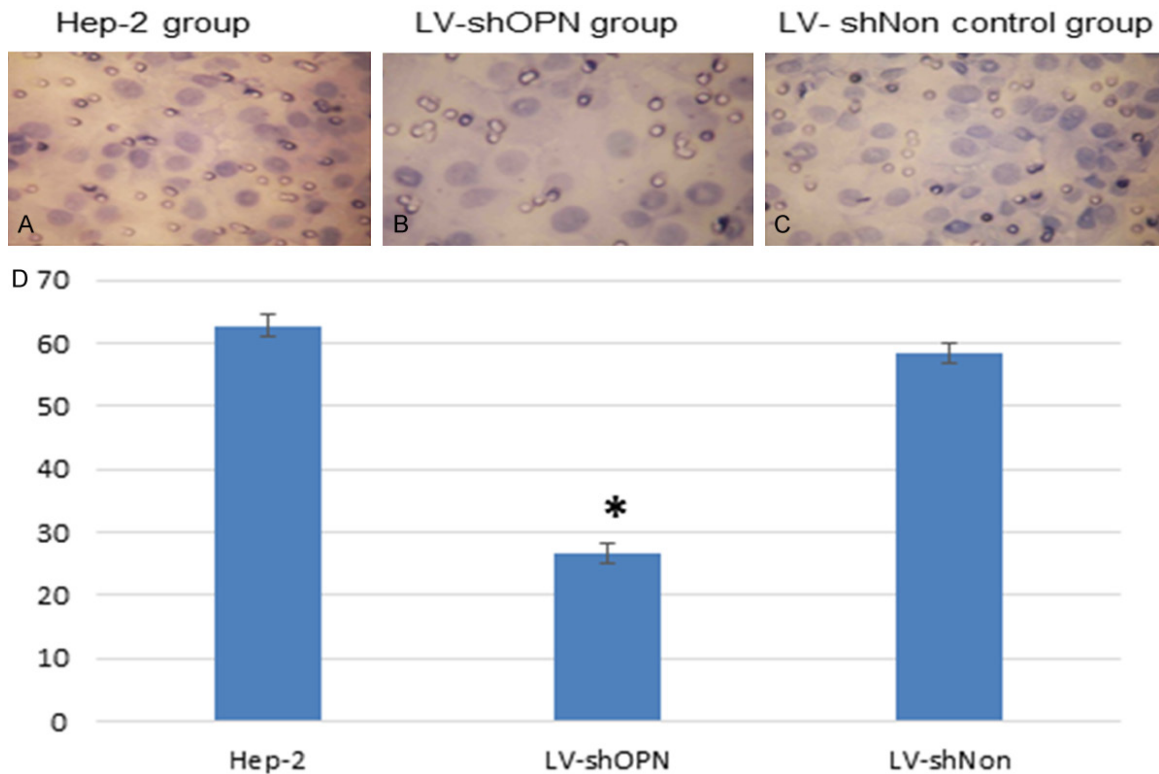 Hep-2 group
LV-shOPN group
LV- shNon control group
A
B
C
D
70
60
50
40
30
20
10
0
*
Hep-2
LV-shOPN
LV-shNon